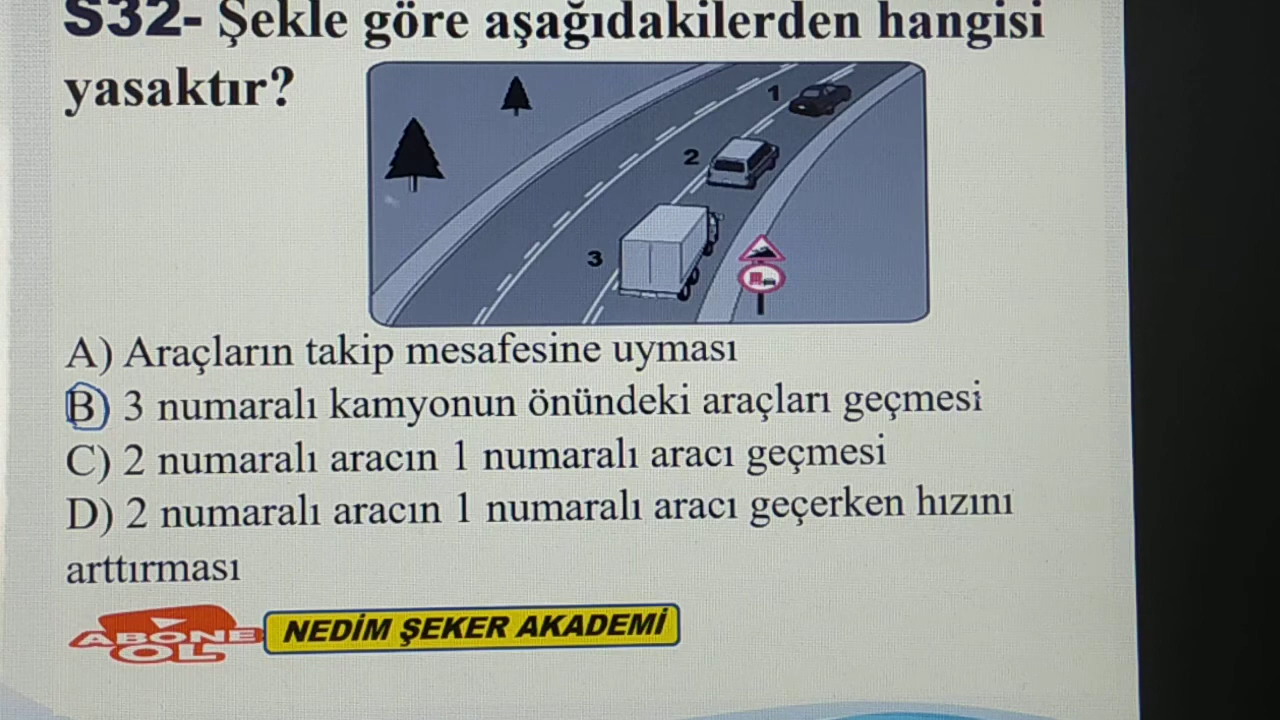 S32- Şekle göre aşağıdakilerden hangisi
yasaktır?
1
2
3
A) Araçların takip mesafesine uyması
B) 3 numaralı kamyonun önündeki araçları geçmesi
C) 2 numaralı aracın 1 numaralı aracı geçmesi
D) 2 numaralı aracın 1 numaralı aracı geçerken hızını
arttırması
ABONE
OL
NEDİM ŞEKER AKADEMİ